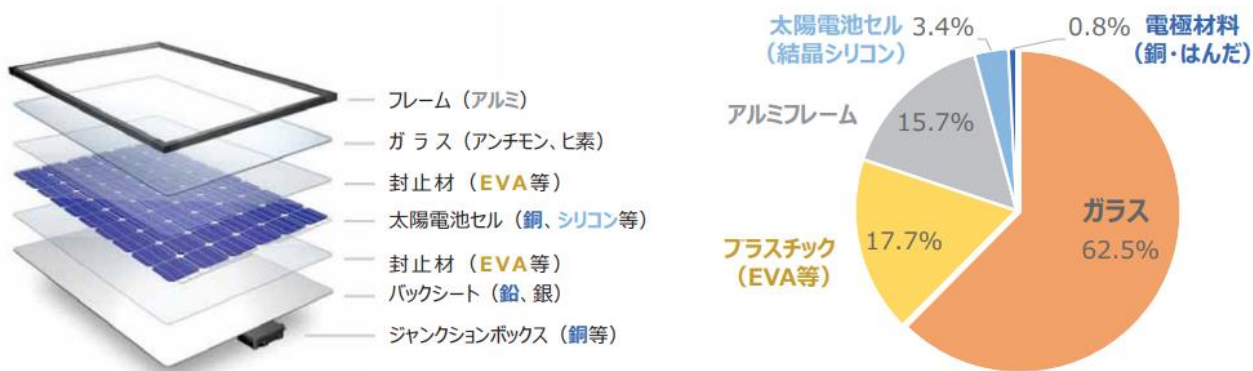 フレーム（アルミ）
ガラス（アンチモン、ヒ素）
封止材（EVA等）
太陽電池セル（銅、シリコン等）
封止材（EVA等）
バックシート（鉛、銀）
ジャンクションボックス（銅等）
太陽電池セル 3.4%
（結晶シリコン）
0.8% 電極材料
（銅・はんだ）
アルミフレーム
15.7%
プラスチック
（EVA等）
17.7%
ガラス
62.5%